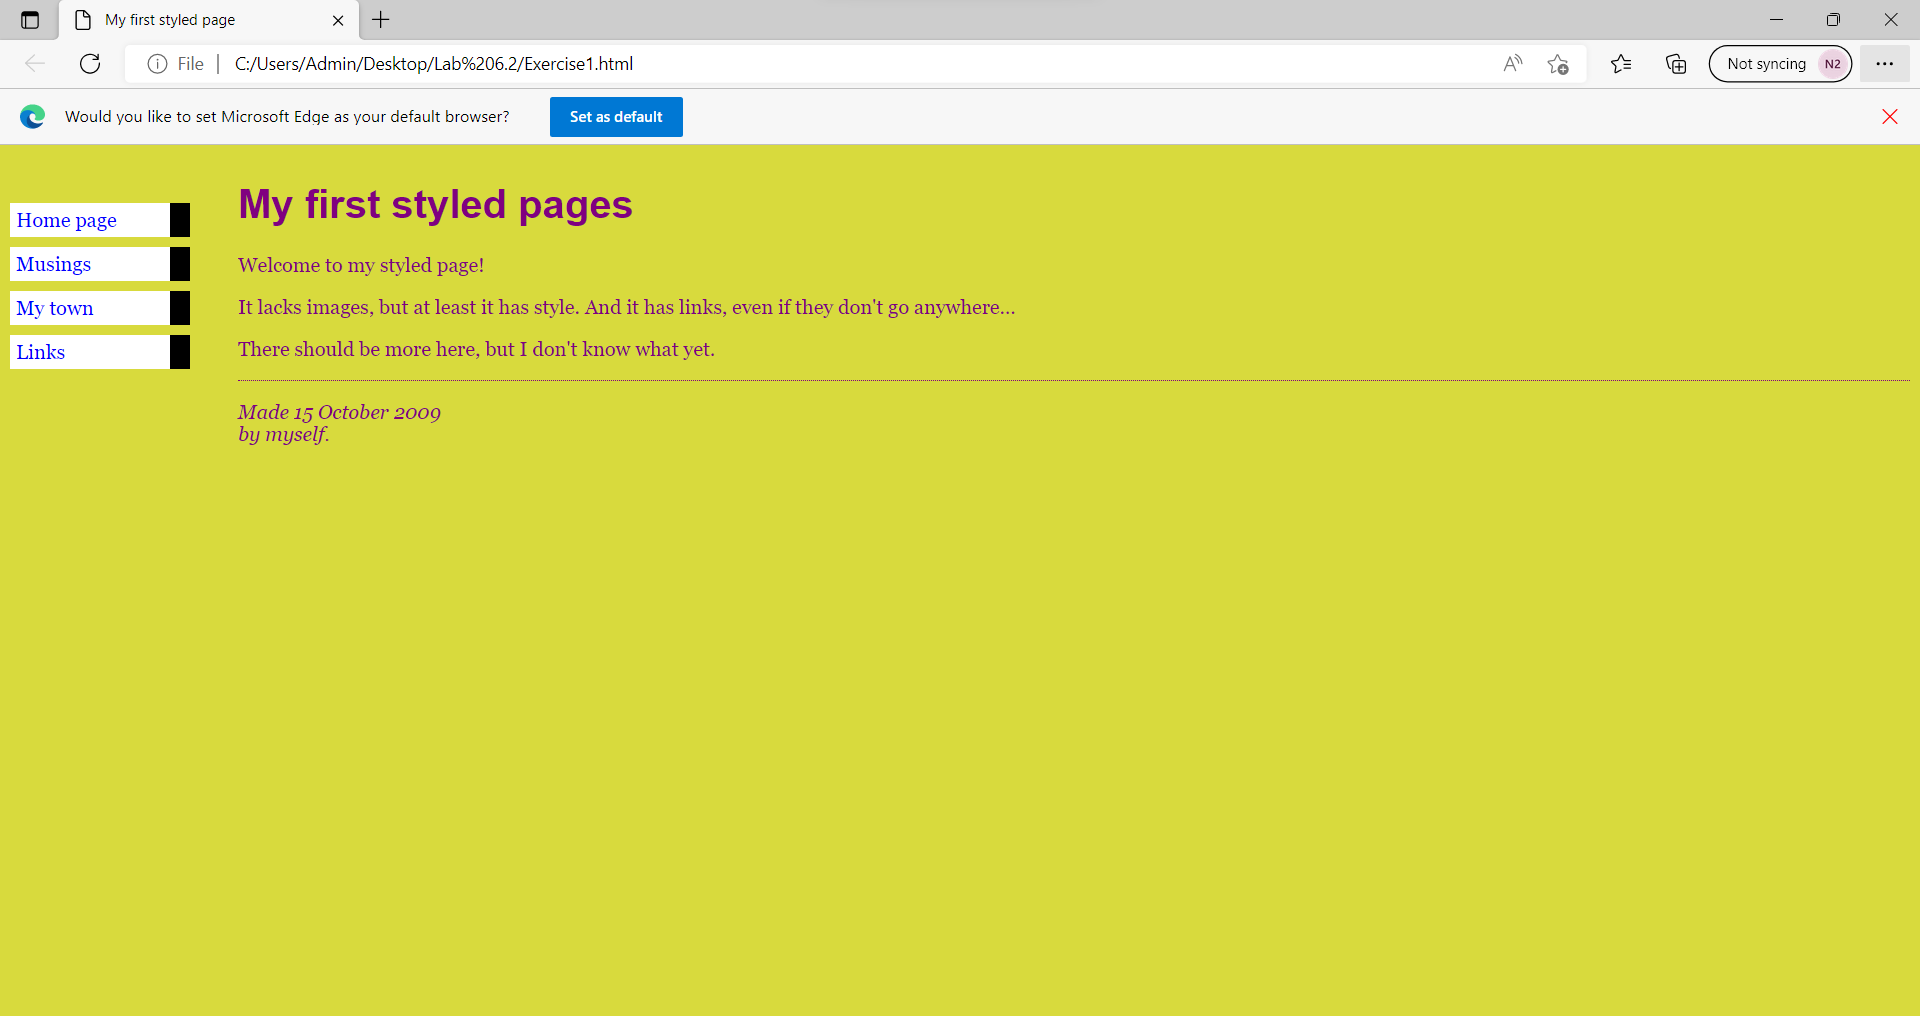 My first styled page
File
C:/Users/Admin/Desktop/Lab%206.2/Exercise1.html
Not syncing N2
Would you like to set Microsoft Edge as your default browser?
Set as default
Home page
Musings
My town
Links
My first styled pages
Welcome to my styled page!
It lacks images, but at least it has style. And it has links, even if they don't go anywhere...
There should be more here, but I don't know what yet.
Made 15 October 2009
by myself.